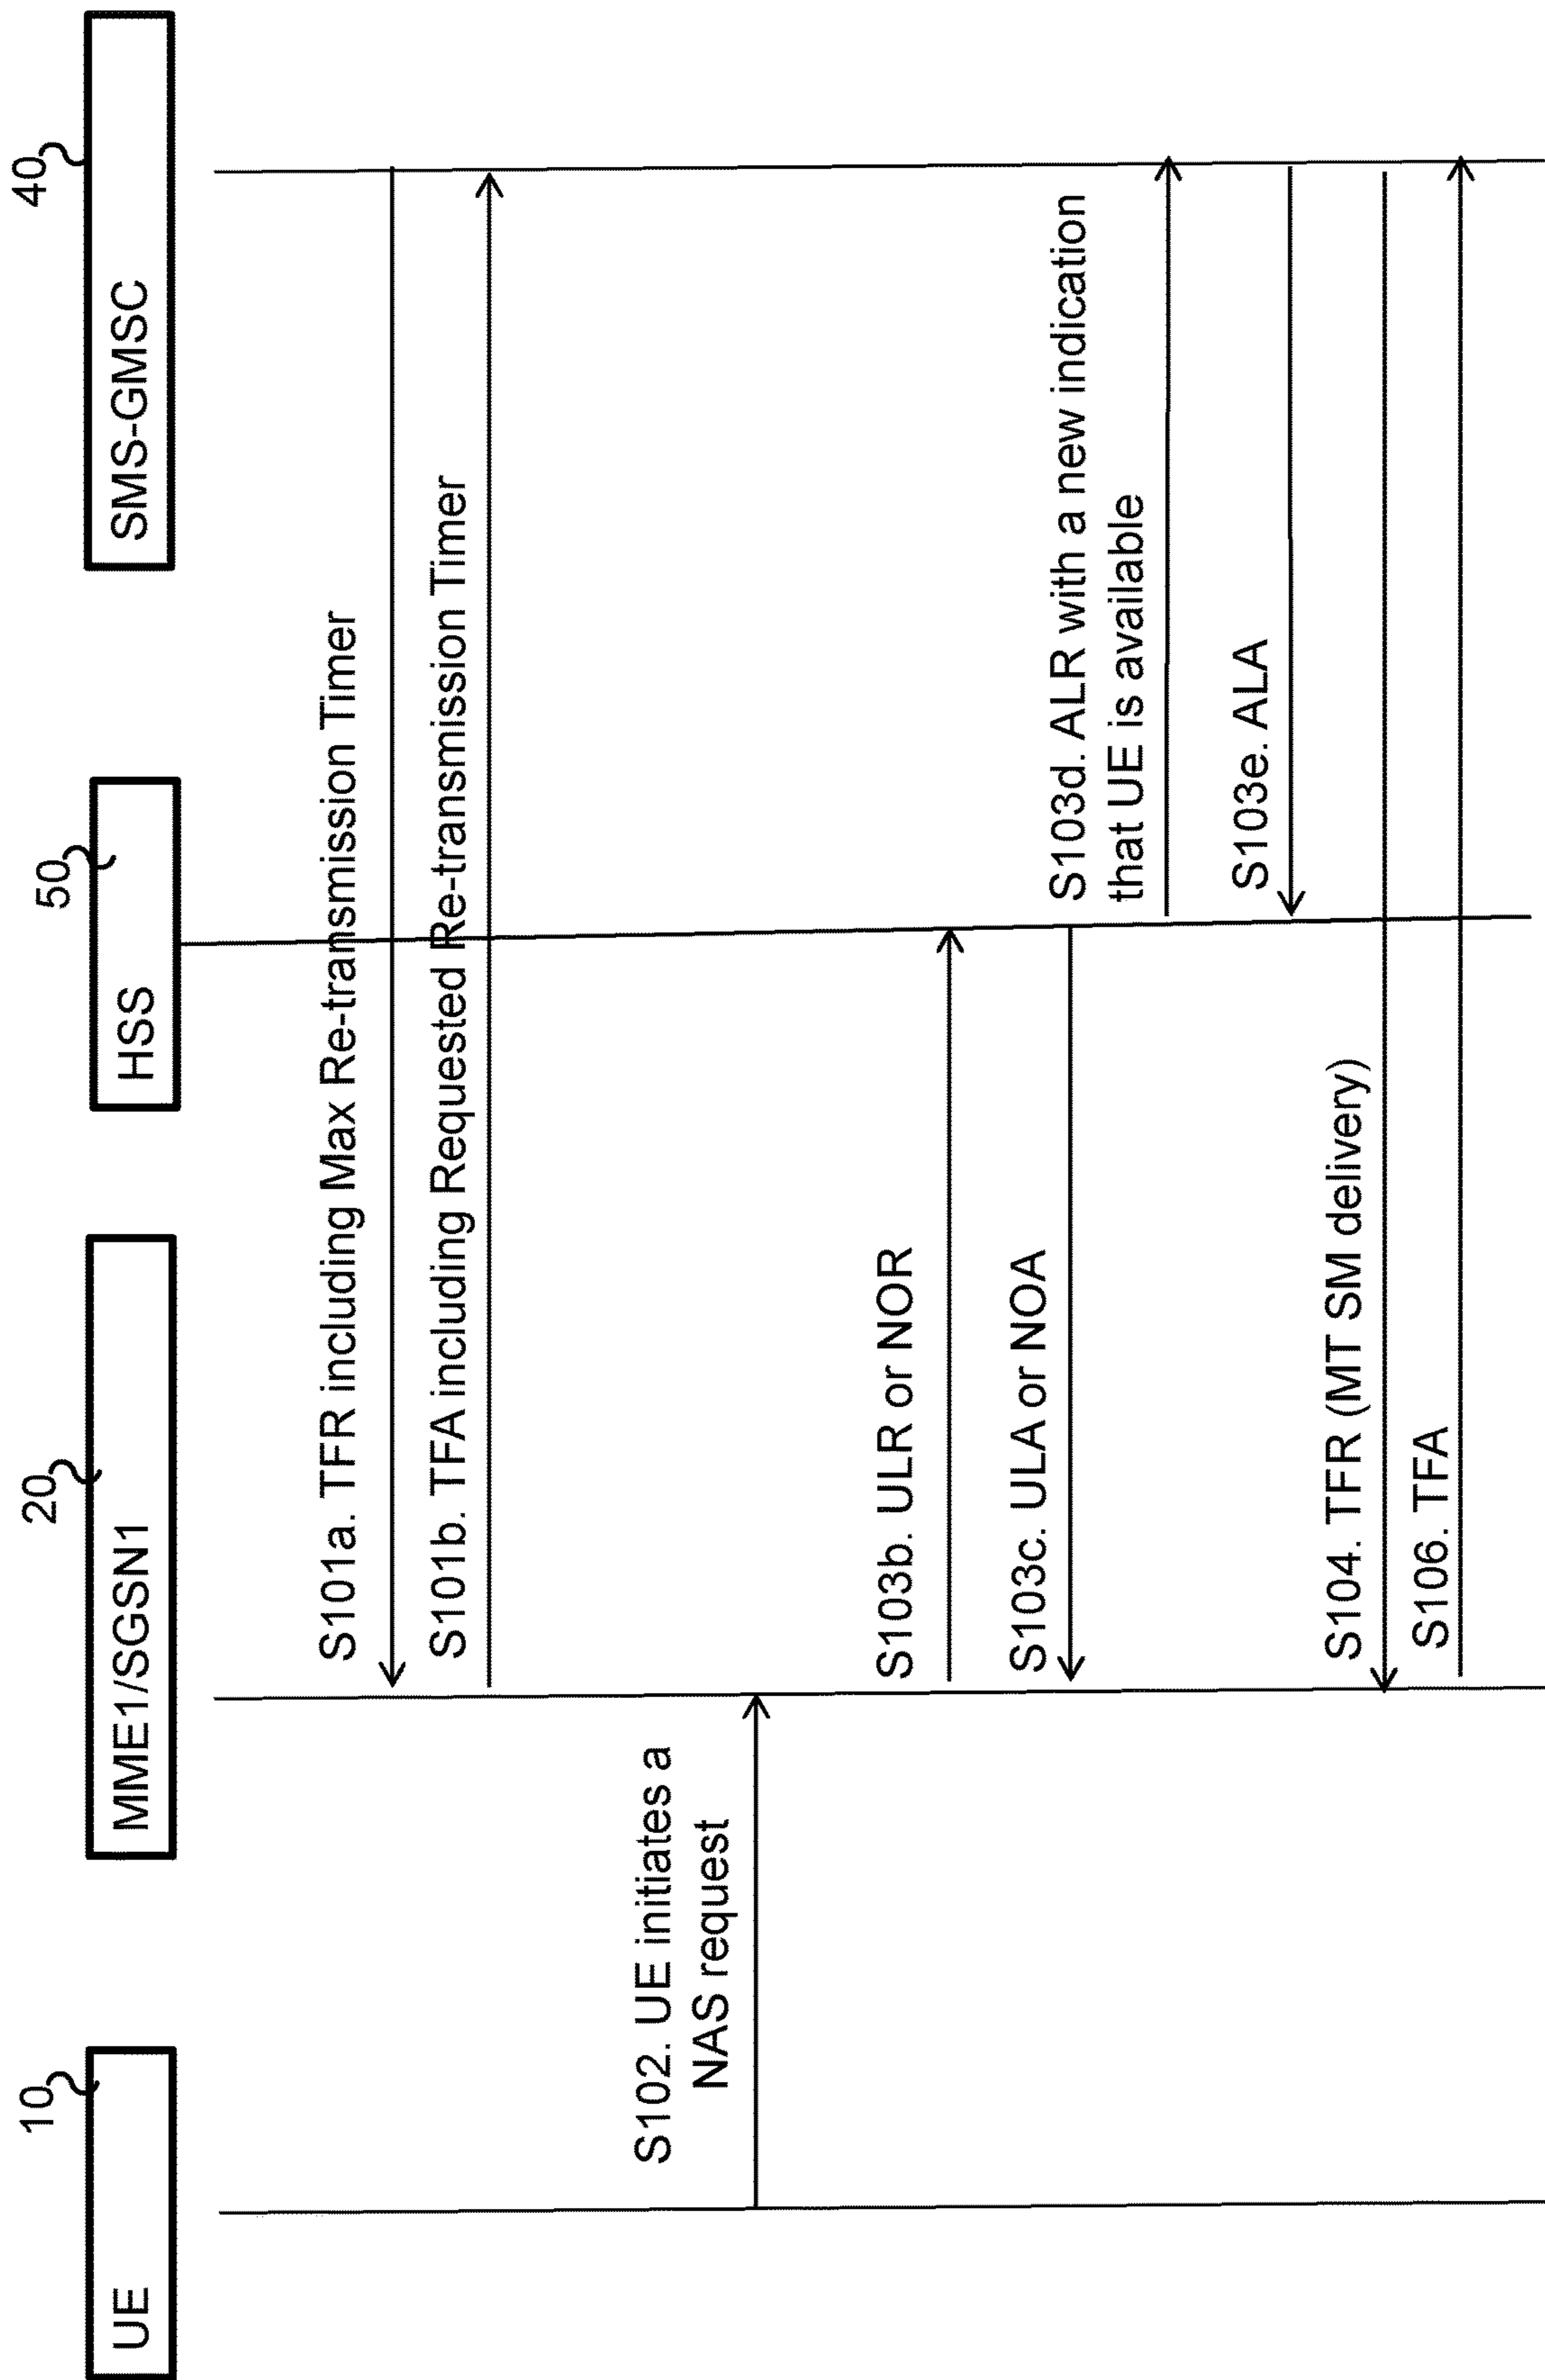 10
20
50
40
UE
MME1/SGSN1
HSS
SMS-GMSC
S101a. TFR including Max Re-transmission Timer
S101b. TFA including Requested Re-transmission Timer
S102. UE initiates a
NAS request
S103b. ULR or NOR
S103c. ULA or NOA
S103d. ALR with a new indication
that UE is available
S103e. ALA
S104. TFR (MT SM delivery)
S106. TFA